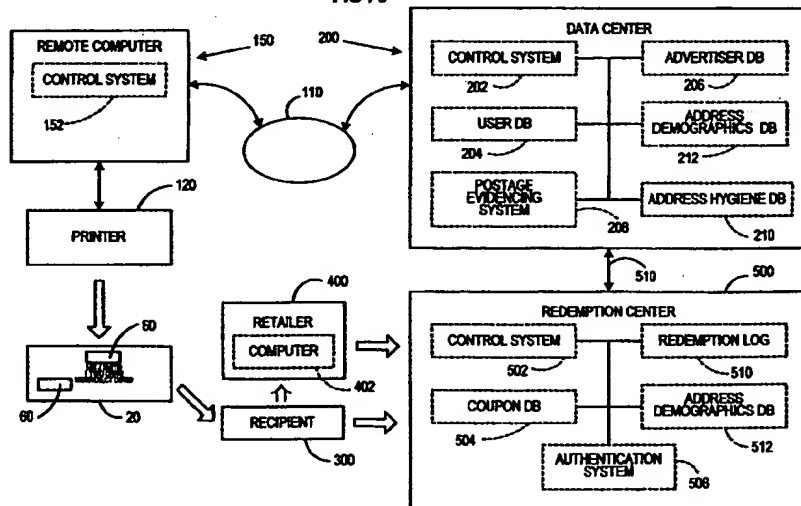 REMOTE COMPUTER
CONTROL SYSTEM
152
150
200
110
DATA CENTER
CONTROL SYSTEM
202
ADVERTISER DB
206
USER DB
204
ADDRESS
DEMOGRAPHICS DB
212
POSTAGE
EVIDENCING
SYSTEM
208
ADDRESS HYGIENE DB
210
120
PRINTER
510
500
400
RETAILER
COMPUTER
402
REDEMPTION CENTER
CONTROL SYSTEM
502
REDEMPTION LOG
510
60
60
20
RECIPIENT
300
COUPON DB
504
ADDRESS
DEMOGRAPHICS DB
512
AUTHENTICATION
SYSTEM
506